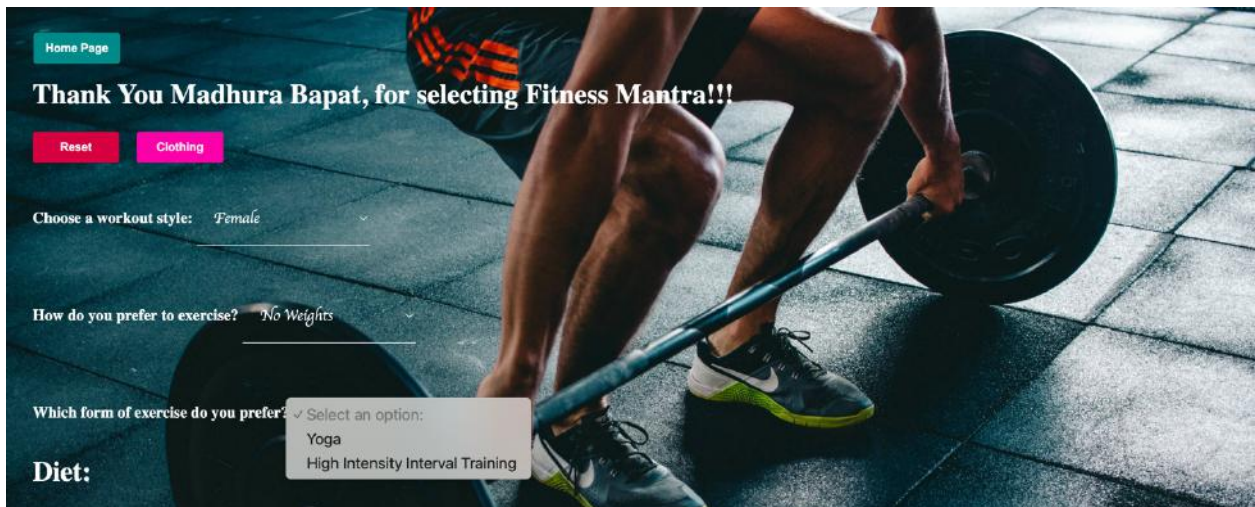 Home Page
Thank You Madhura Bapat, for selecting Fitness Mantra!!!
Reset Clothing
Choose a workout style: Female
How do you prefer to exercise? No Weights
Which form of exercise do you prefer? ✓ Select an option:
Yoga
High Intensity Interval Training
Diet: